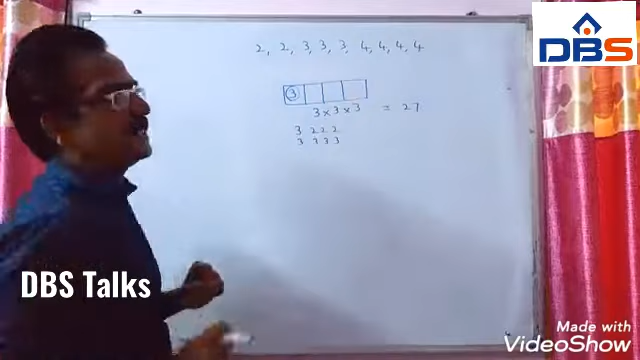 DBS
2, 2, 3, 3, 3, 4, 4, 4, 4
3
3 x 3 x 3 = 27
3 2 2 2
3 3 3 3
DBS Talks
Made with
VideoShow